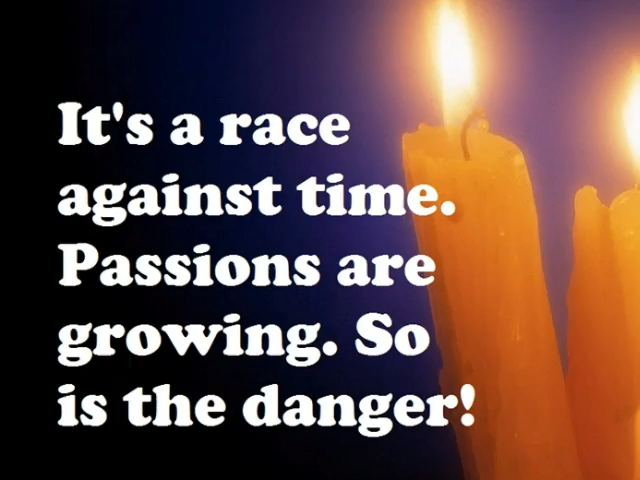 It's a race
against time.
Passions are
growing. So
is the danger!